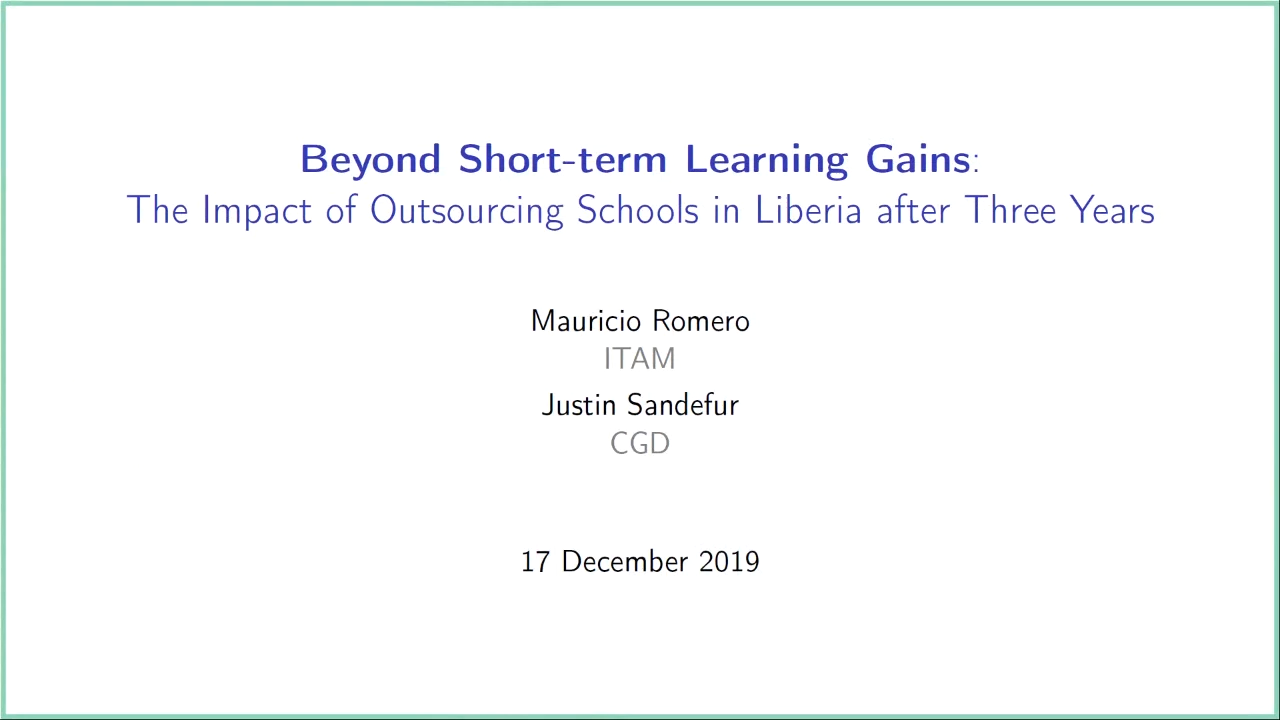 Beyond Short-term Learning Gains:
The Impact of Outsourcing Schools in Liberia after Three Years
Mauricio Romero
ITAM
Justin Sandefur
CGD
17 December 2019